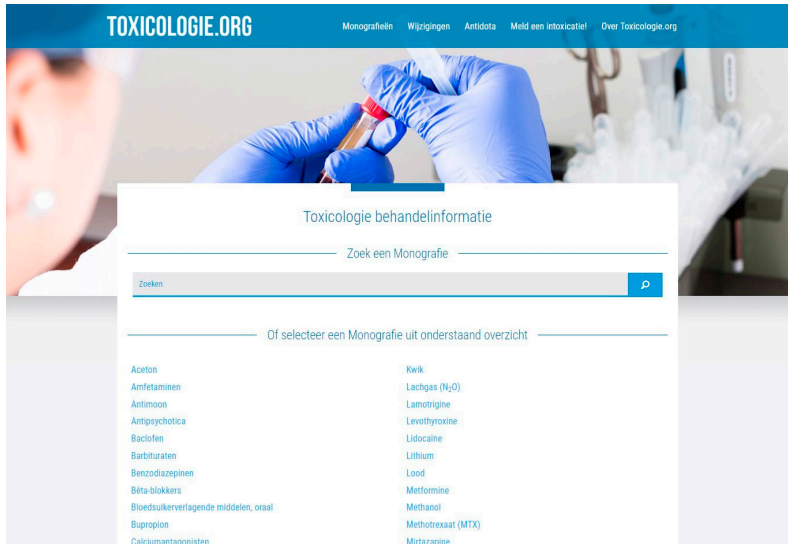 TOXICOLOGIE.ORG
Monografieën Wijzigingen Antidota Meld een intoxicatie! Over Toxicologie.org
Toxicologie behandelinformatie
Zoek een Monografie
Zoeken
Of selecteer een Monografie uit onderstaand overzicht
Aceton
Amfetaminen
Antimoon
Antipsychotica
Baclofen
Barbituraten
Benzodiazepinen
Bèta-blokkers
Bloedsuikerverlagende middelen, oraal
Bupropion
Calciumantagonisten
Kwik
Lachgas (N₂O)
Lamotrigine
Levothyroxine
Lidocaïne
Lithium
Lood
Metformine
Methanol
Methotrexaat (MTX)
Mirtazapine